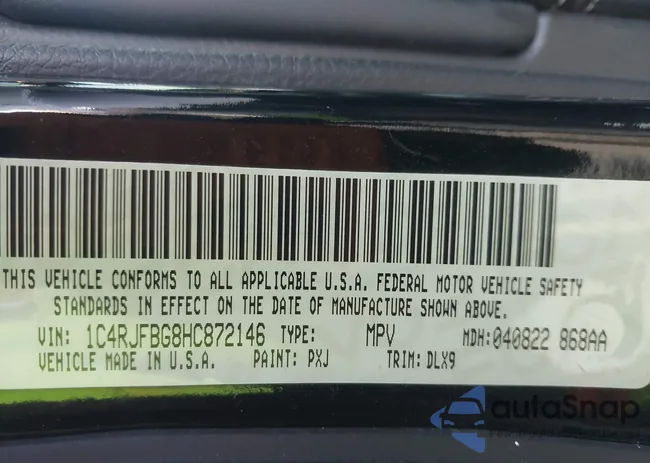 THIS VEHICLE CONFORMS TO ALL APPLICABLE U.S.A. FEDERAL MOTOR VEHICLE SAFETY
STANDARDS IN EFFECT ON THE DATE OF MANUFACTURE SHOWN ABOVE.
VIN: 1C4RJFBG8HC872146 TYPE: MPV MDH:040822 868AA
VEHICLE MADE IN U.S.A. PAINT: PXJ TRIM: DLX9
autoSnap